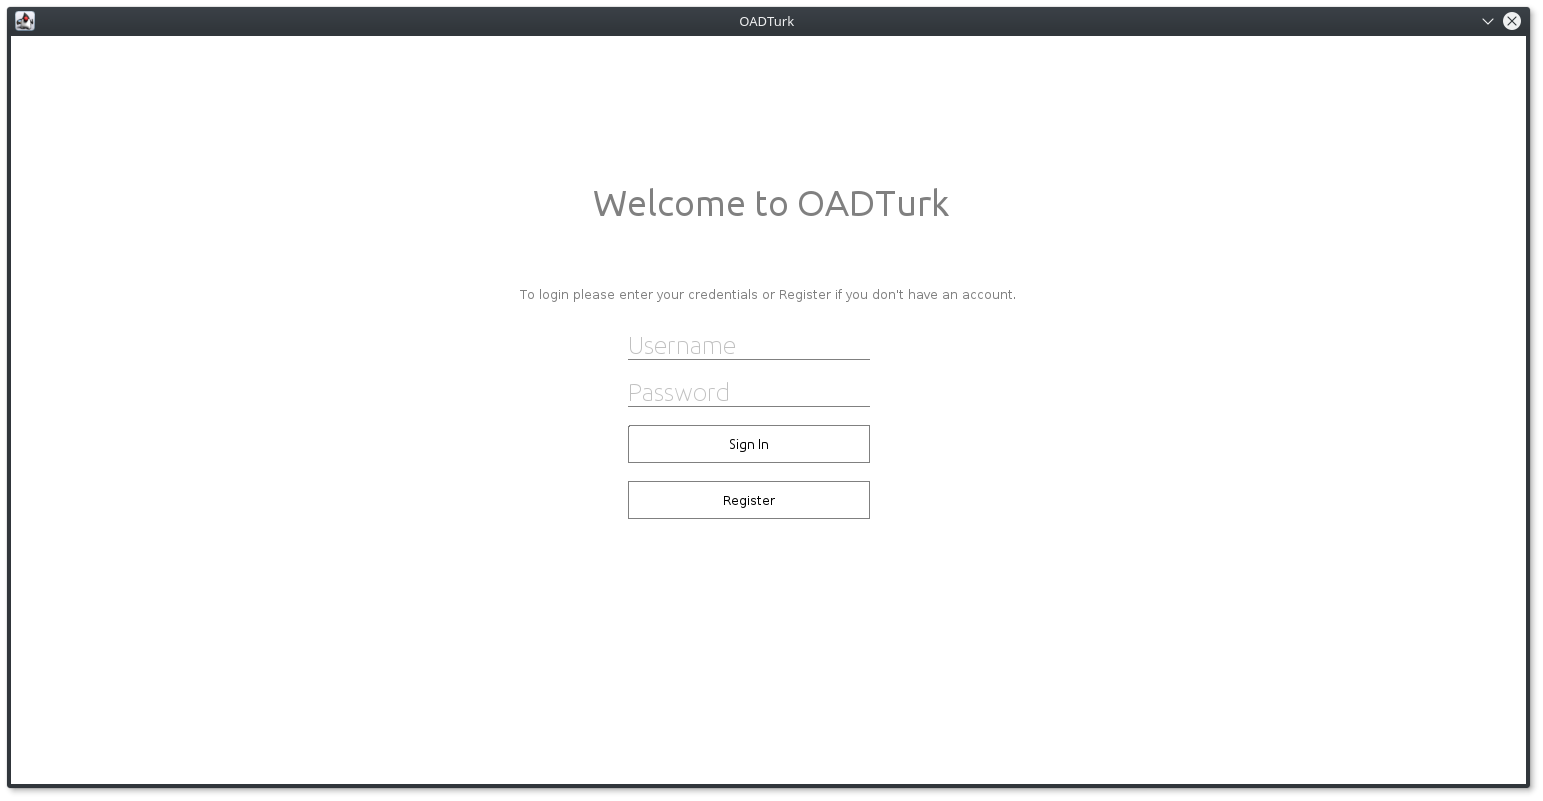 OADTurk
Welcome to OADTurk
To login please enter your credentials or Register if you don't have an account.
Username
Password
Sign In
Register